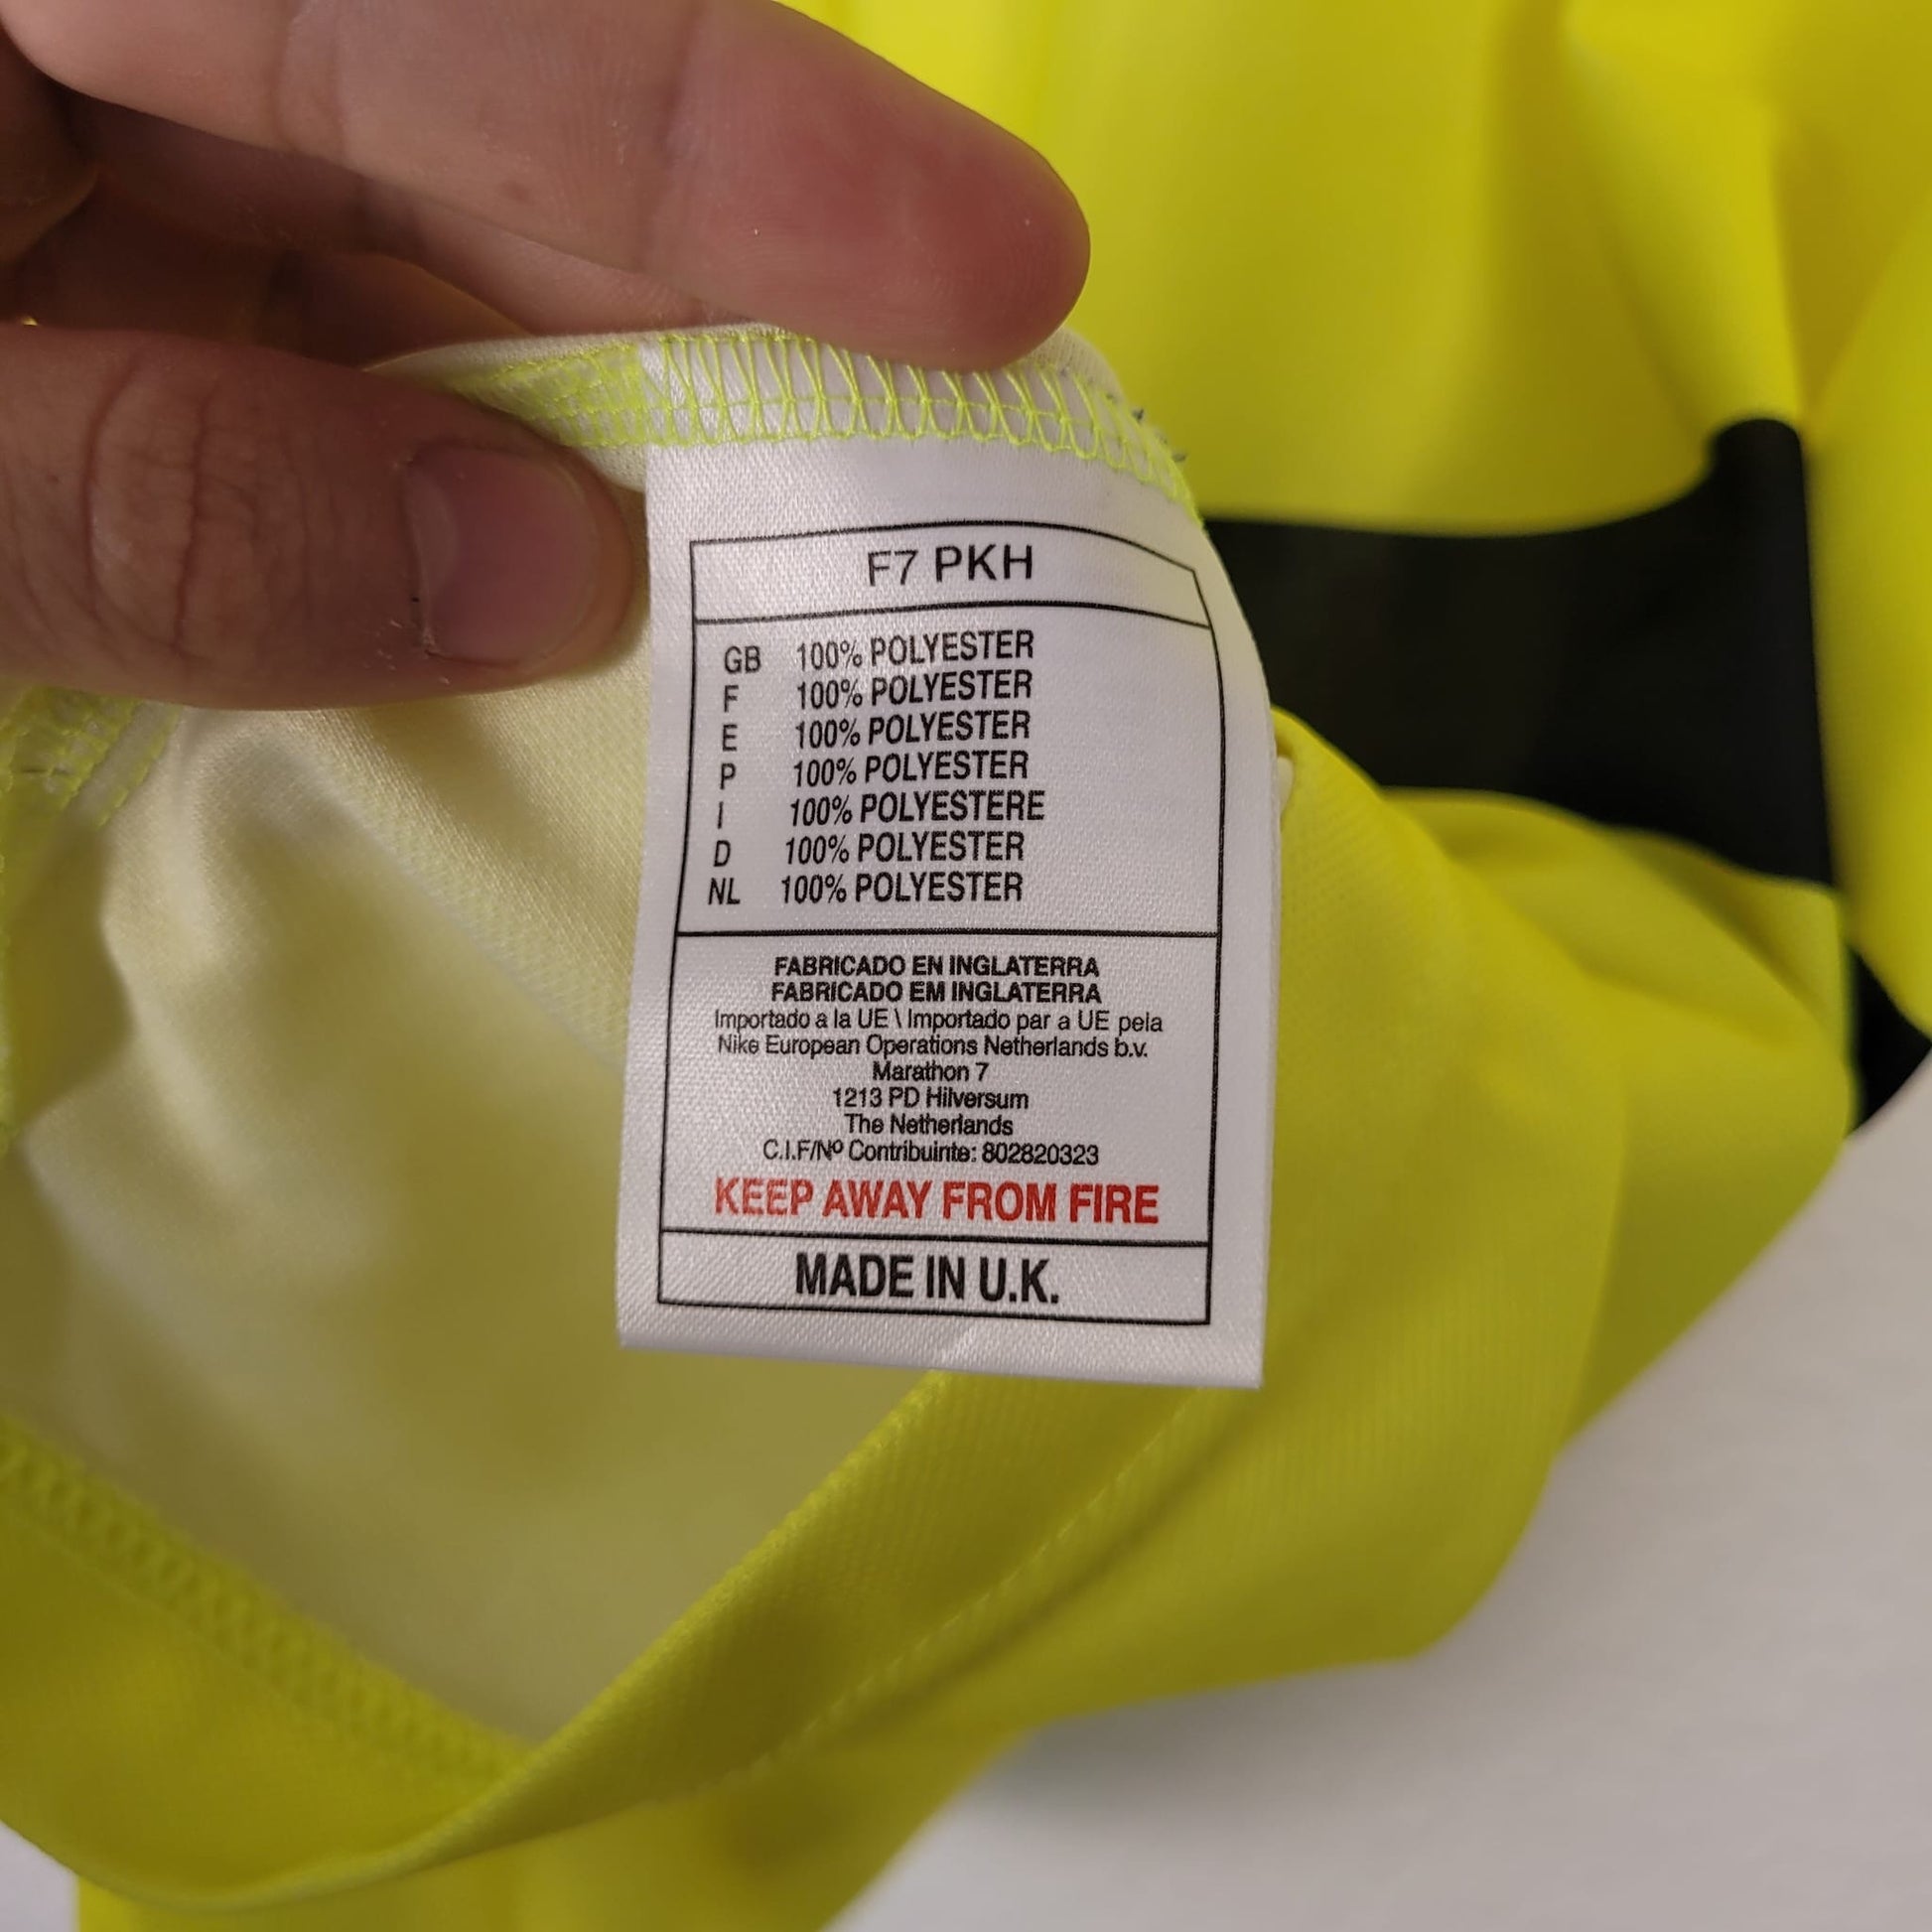 F7 PKH
GB 100% POLYESTER
F 100% POLYESTER
E 100% POLYESTER
P 100% POLYESTER
I 100% POLYESTERE
D 100% POLYESTER
NL 100% POLYESTER
FABRICADO EN INGLATERRA
FABRICADO EM INGLATERRA
Importado a la UE \ Importado par a UE pela
Nike European Operations Netherlands b.v.
Marathon 7
1213 PD Hilversum
The Netherlands
C.I.F/Nº Contribuinte: 802820323
KEEP AWAY FROM FIRE
MADE IN U.K.